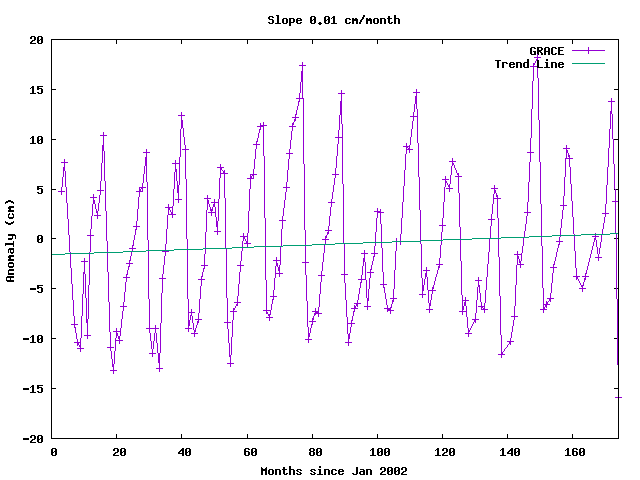 Slope 0.01 cm/month
GRACE
Trend Line
Anomaly (cm)
20
15
10
5
0
-5
-10
-15
-20
0 20 40 60 80 100 120 140 160
Months since Jan 2002